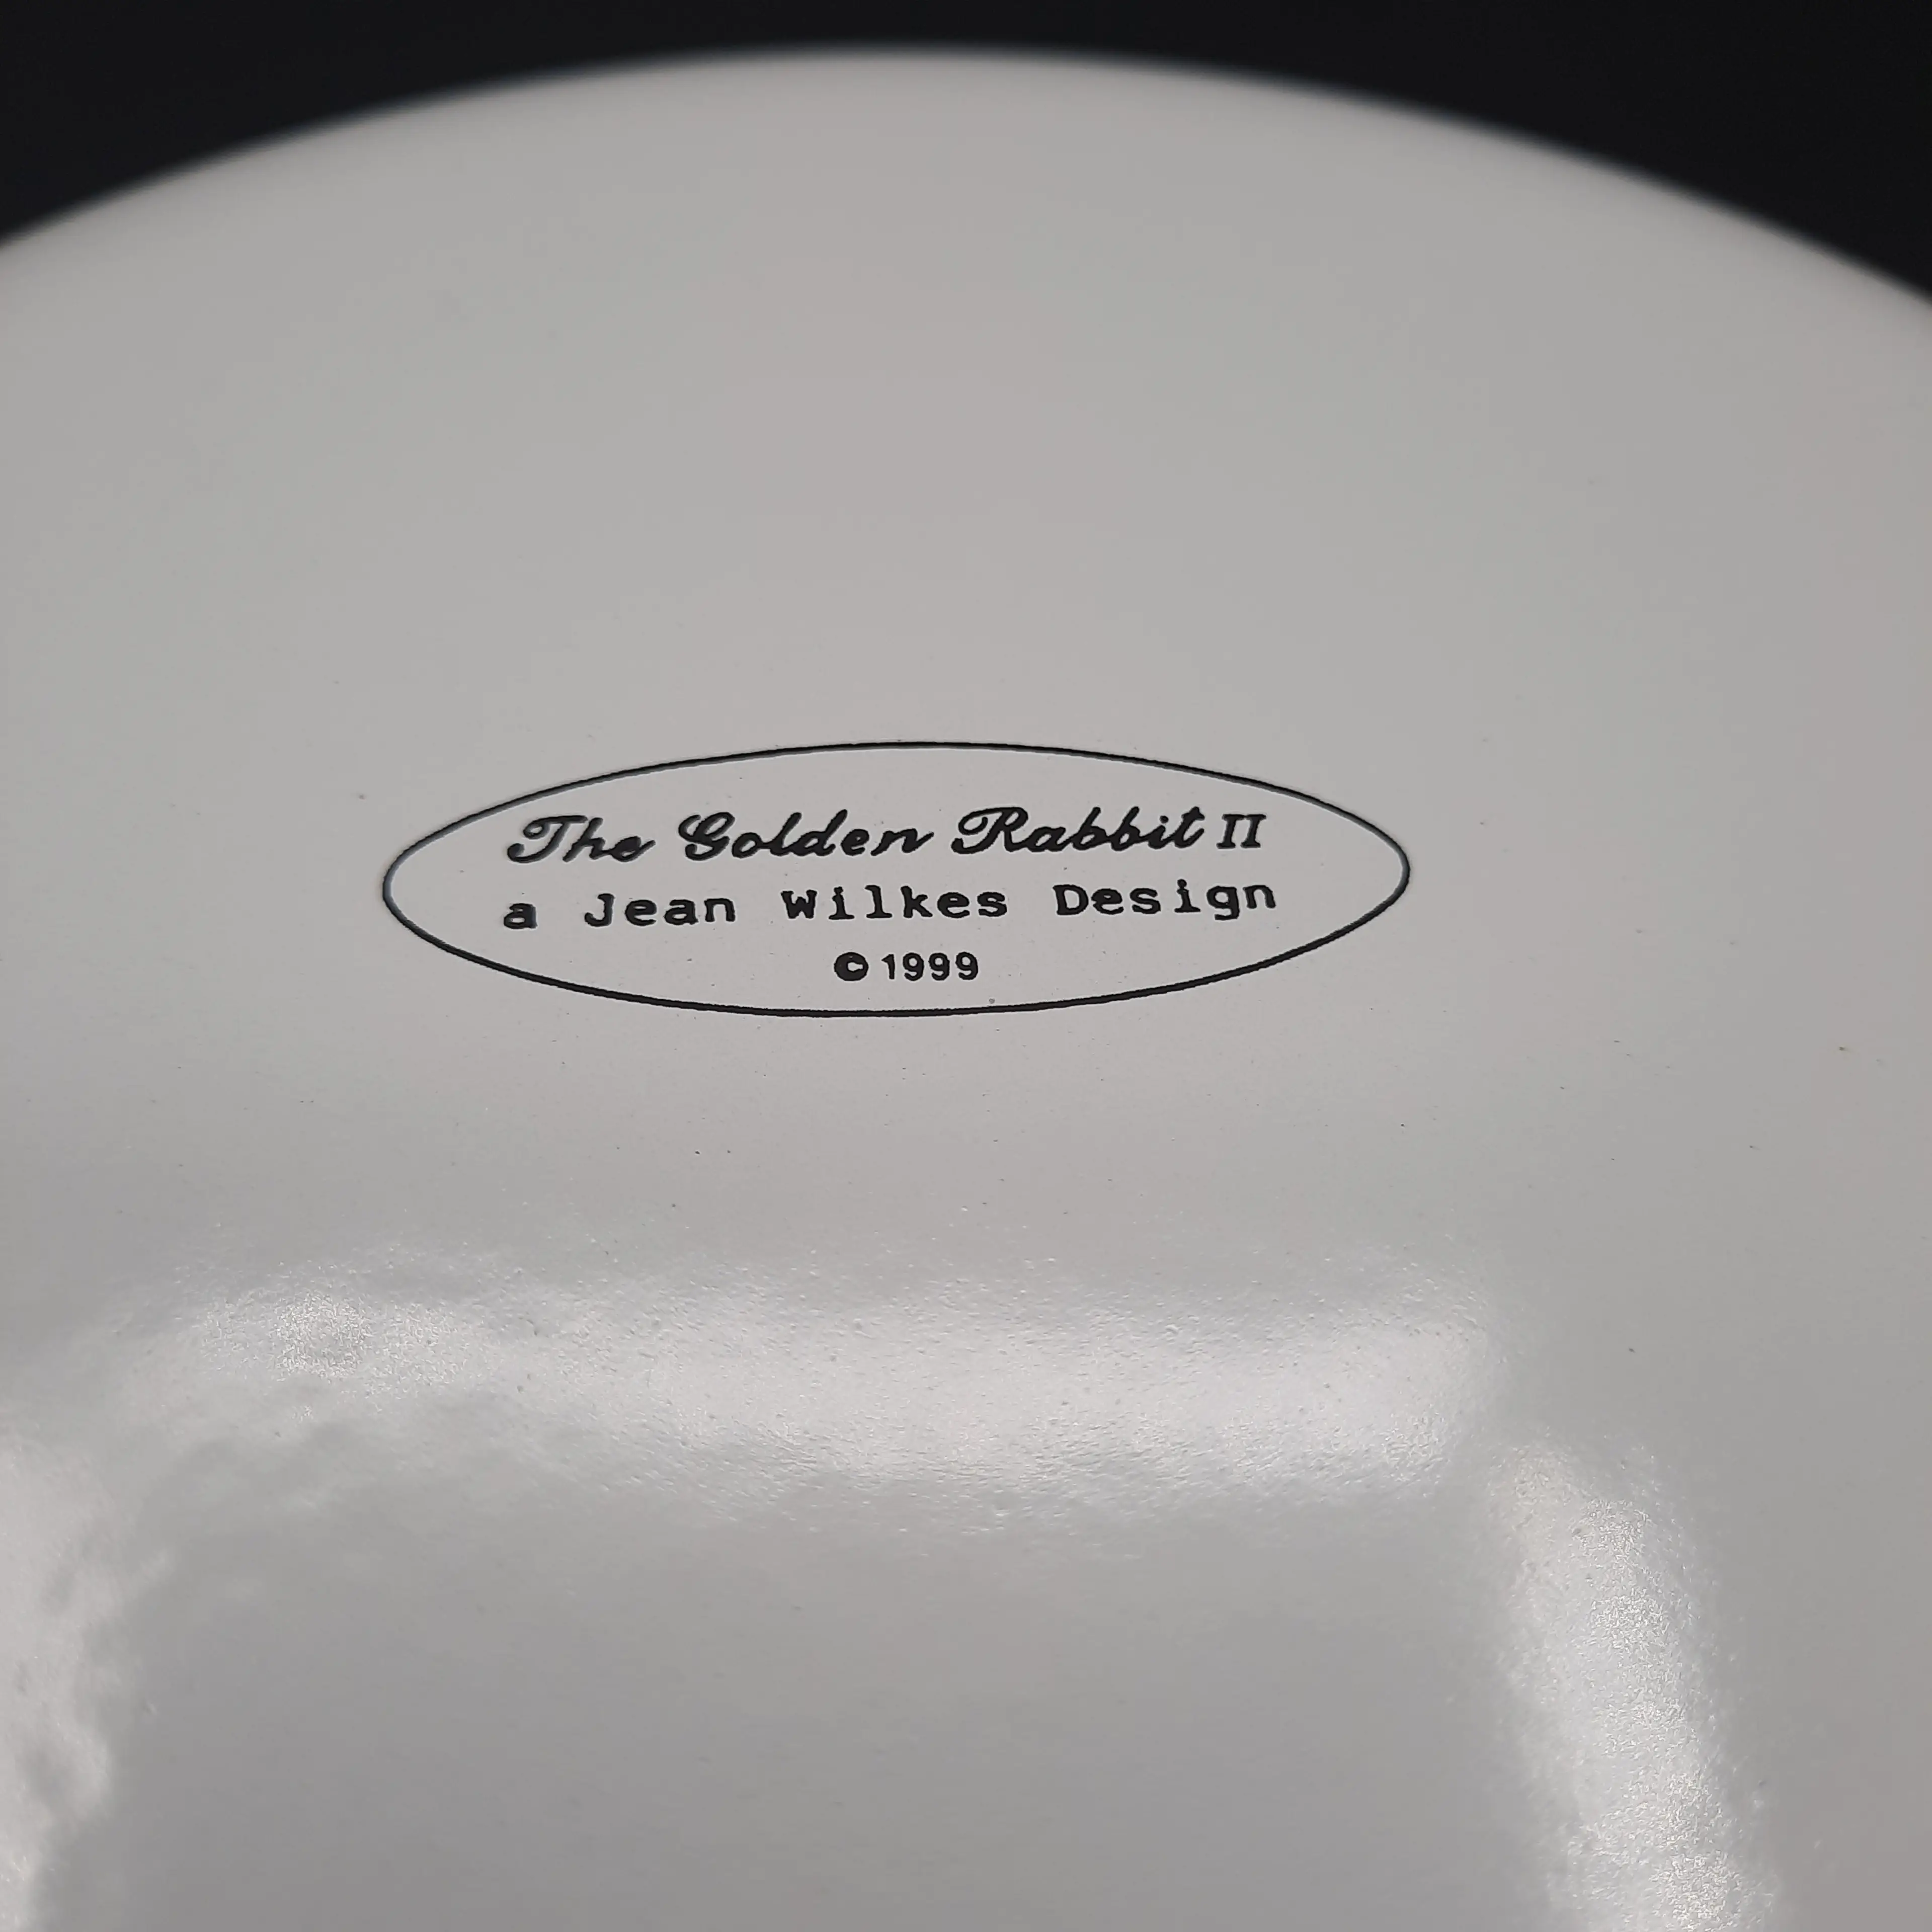 The Golden Rabbit II
a Jean Wilkes Design
© 1999